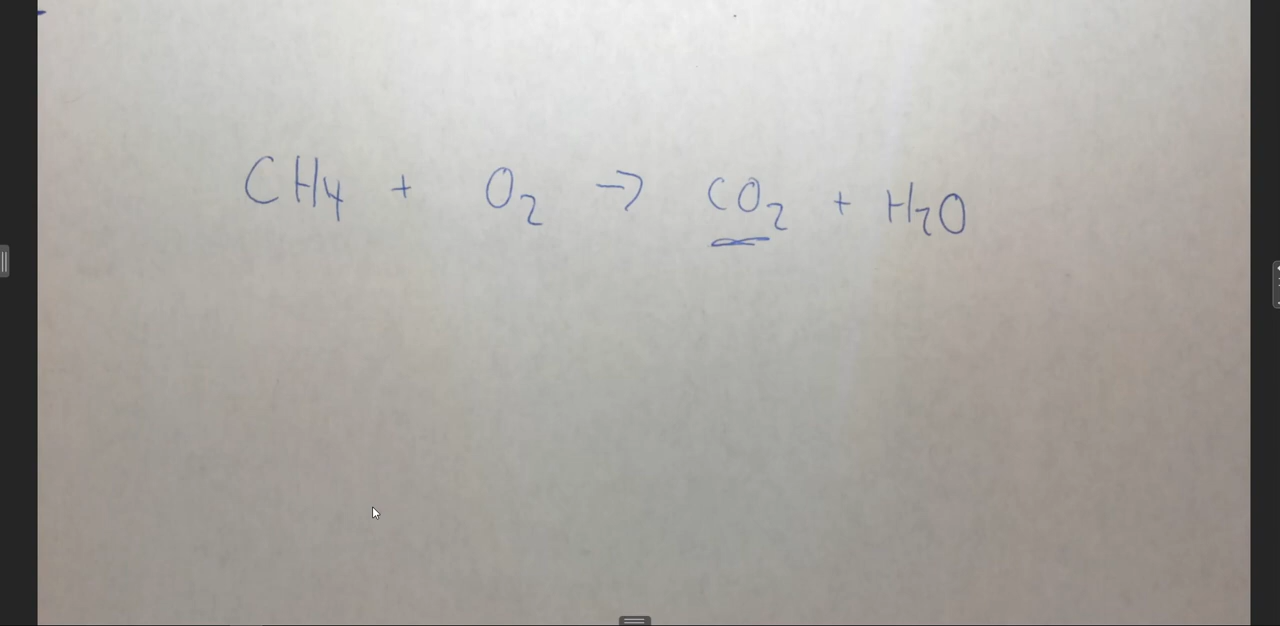 CH4 + O2 → CO2 + H2O